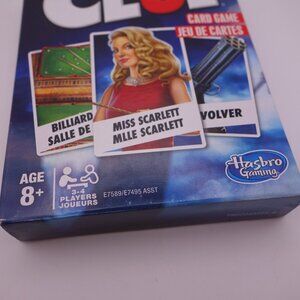 CLUE
CARD GAME
JEU DE CARTES
BILLIARD
SALLE DE
MISS SCARLETT
MLLE SCARLETT
VOLVER
AGE
8+
3-4
PLAYERS
JOUEURS
E7589/E7495 ASST
Hasbro
Gaming